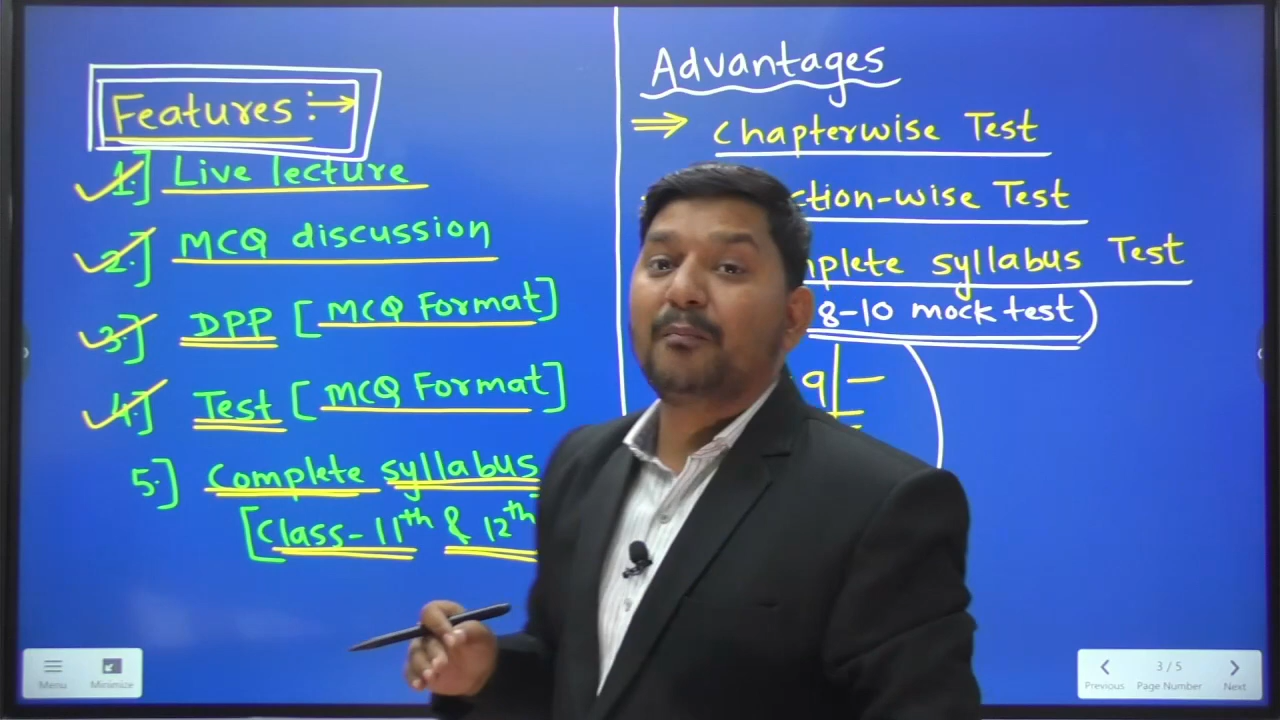 Features :→
1.] Live lecture
2.] MCQ discussion
3.] DPP [MCQ Format]
4.] Test [MCQ Format]
5.] Complete syllabus
[Class-11th & 12th
Advantages
⇒ Chapterwise Test
ction-wise Test
mplete syllabus Test
8-10 mock test)
9
Menu
Minimize
Previous
3 / 5
Page Number
Next